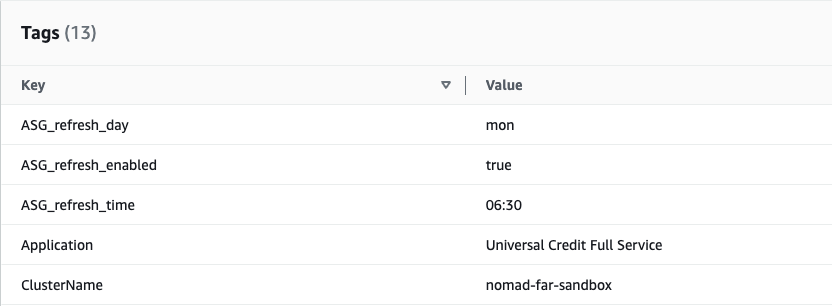 Tags (13)
Key Value
ASG_refresh_day mon
ASG_refresh_enabled true
ASG_refresh_time 06:30
Application Universal Credit Full Service
ClusterName nomad-far-sandbox